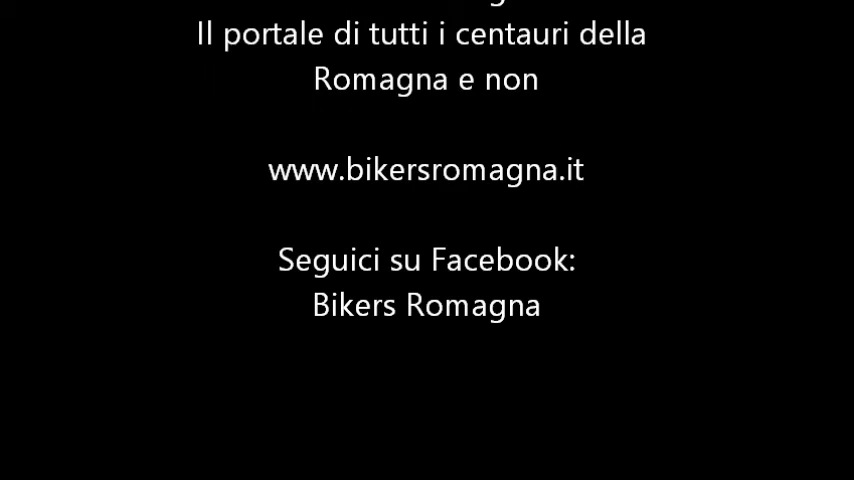 Il portale di tutti i centauri della
Romagna e non
www.bikersromagna.it
Seguici su Facebook:
Bikers Romagna